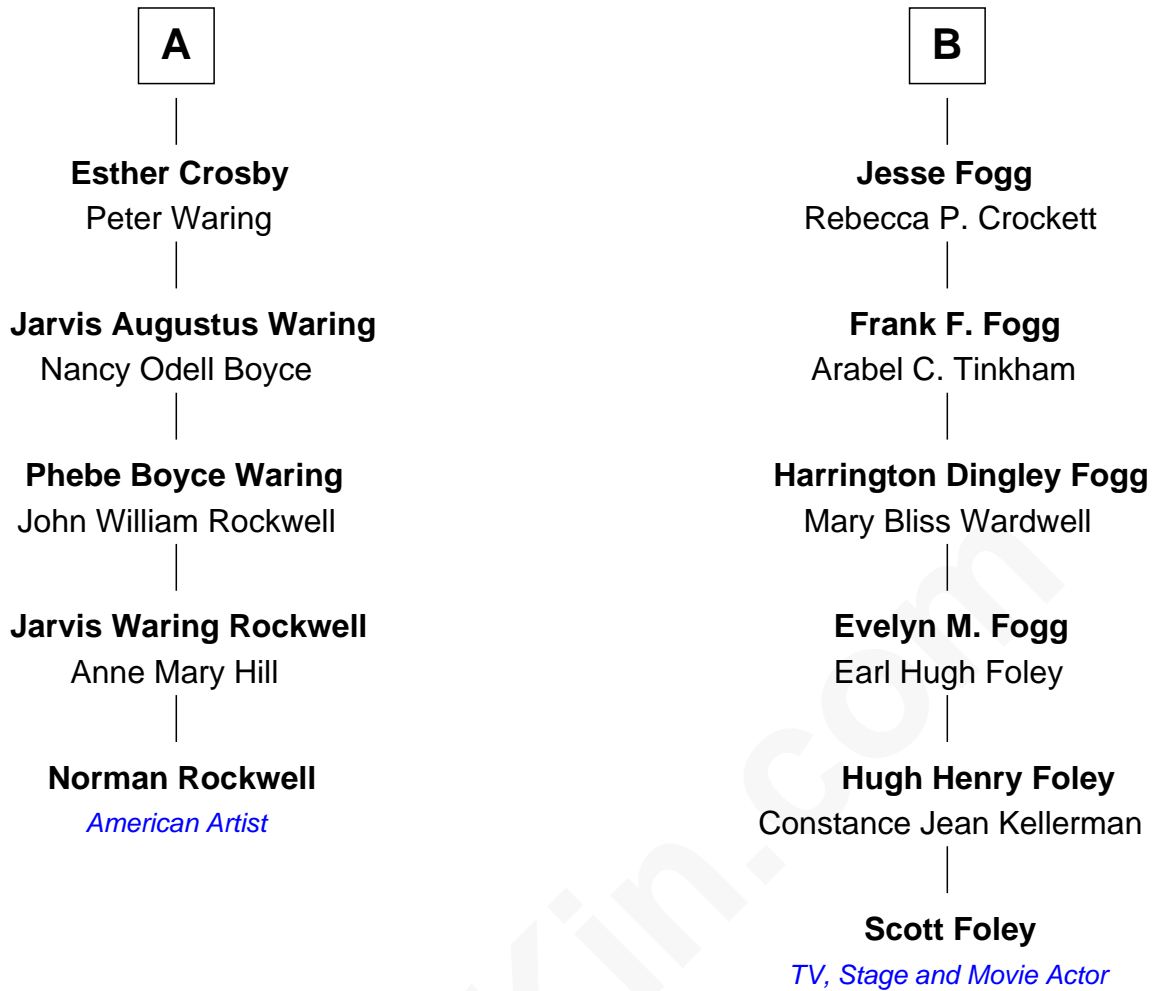 A
Esther Crosby
Peter Waring
Jarvis Augustus Waring
Nancy Odell Boyce
Phebe Boyce Waring
John William Rockwell
Jarvis Waring Rockwell
Anne Mary Hill
Norman Rockwell
American Artist
B
Jesse Fogg
Rebecca P. Crockett
Frank F. Fogg
Arabel C. Tinkham
Harrington Dingley Fogg
Mary Bliss Wardwell
Evelyn M. Fogg
Earl Hugh Foley
Hugh Henry Foley
Constance Jean Kellerman
Scott Foley
TV, Stage and Movie Actor
Kin.com